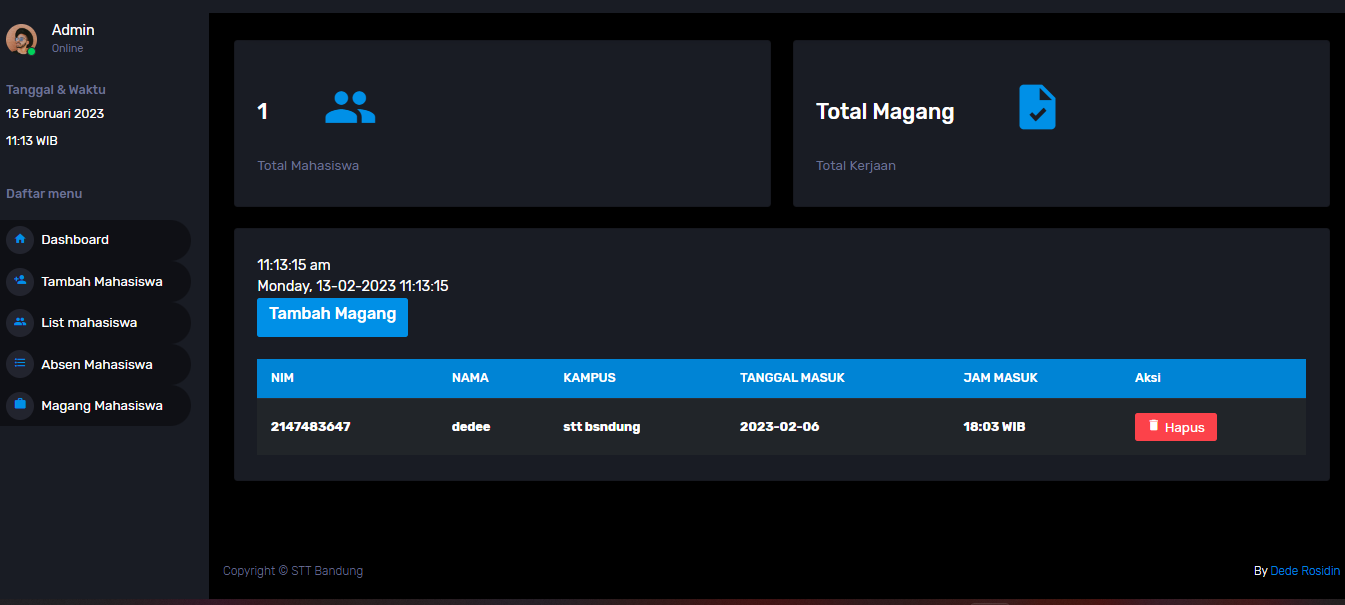 Admin
Online
Tanggal & Waktu
13 Februari 2023
11:13 WIB
Daftar menu
Dashboard
Tambah Mahasiswa
List mahasiswa
Absen Mahasiswa
Magang Mahasiswa
1
Total Mahasiswa
Total Magang
Total Kerjaan
11:13:15 am
Monday, 13-02-2023 11:13:15
Tambah Magang
NIM NAMA KAMPUS TANGGAL MASUK JAM MASUK Aksi
2147483647 dedee stt bsndung 2023-02-06 18:03 WIB Hapus
Copyright © STT Bandung
By Dede Rosidin